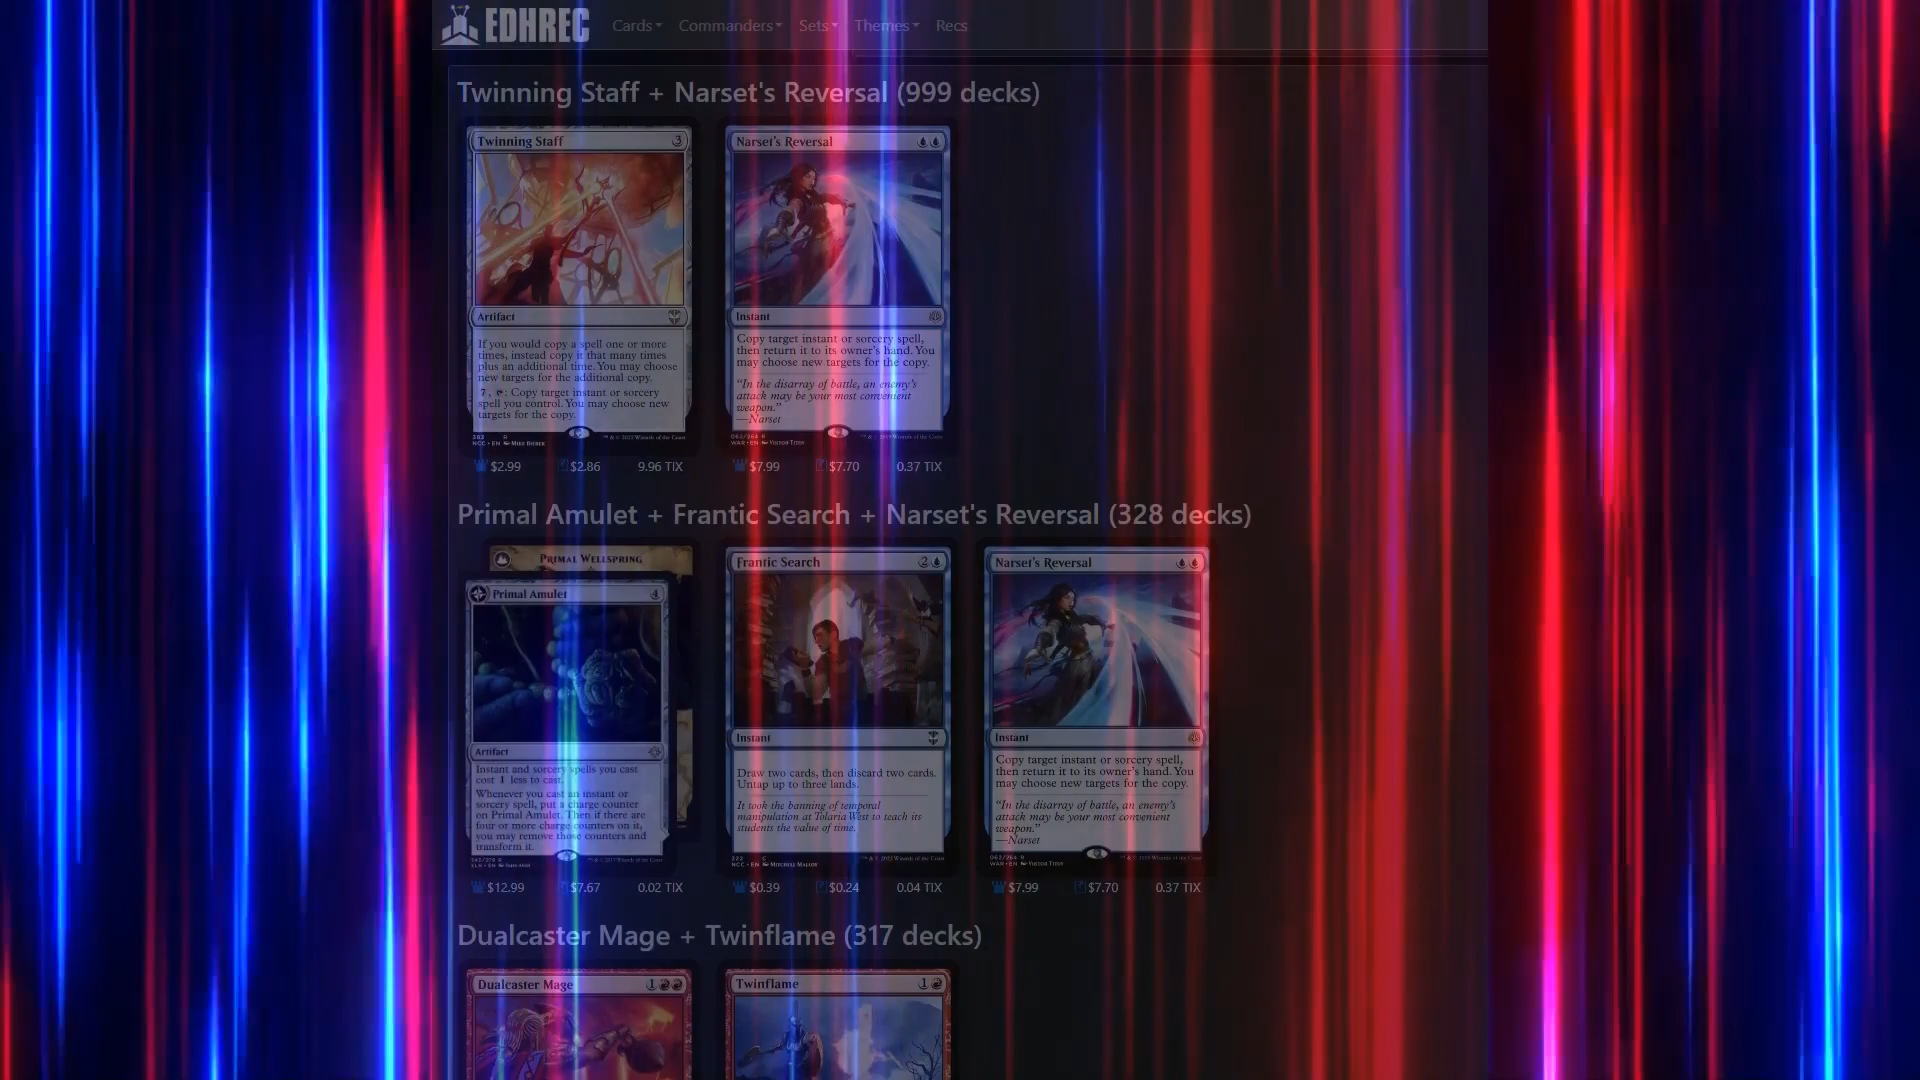 EDHREC
Cards Commanders Sets Themes Recs
Twinning Staff + Narset's Reversal (999 decks)
Twinning Staff 3
Narset's Reversal
Artifact
Instant
If you would copy a spell one or more
times, instead copy it that many times
plus an additional time. You may choose
new targets for the additional copy.
7, : Copy target instant or sorcery
spell you control. You may choose new
targets for the copy.
Copy target instant or sorcery spell,
then return it to its owner's hand. You
may choose new targets for the copy.
"In the disarray of battle, an enemy's
attack may be your most convenient
weapon."
—Narset
$2.99 $2.86 9.96 TIX
$7.99 $7.70 0.37 TIX
Primal Amulet + Frantic Search + Narset's Reversal (328 decks)
Primal Wellspring
Primal Amulet 4
Artifact
Instant and sorcery spells you cast
cost 1 less to cast.
Whenever you cast an instant or
sorcery spell, put a charge counter
on Primal Amulet. Then if there are
four or more charge counters on it,
you may remove those counters and
transform it.
Frantic Search 2
Instant
Draw two cards, then discard two cards.
Untap up to three lands.
It took the banning of temporal
manipulation at Tolaria West to teach its
students the value of time.
Narset's Reversal
Instant
Copy target instant or sorcery spell,
then return it to its owner's hand. You
may choose new targets for the copy.
"In the disarray of battle, an enemy's
attack may be your most convenient
weapon."
—Narset
$12.99 $7.67 0.02 TIX
$0.39 $0.24 0.04 TIX
$7.99 $7.70 0.37 TIX
Dualcaster Mage + Twinflame (317 decks)
Dualcaster Mage 1
Twinflame 1